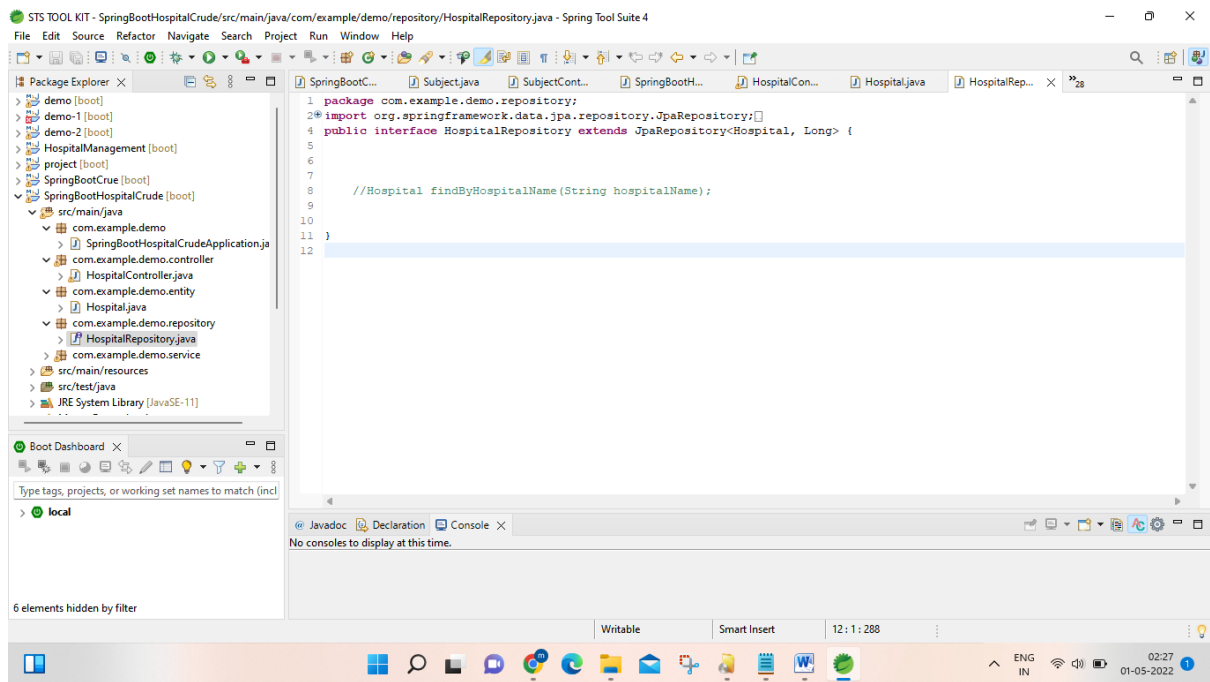 STS TOOL KIT - SpringBootHospitalCrude/src/main/java/com/example/demo/repository/HospitalRepository.java - Spring Tool Suite 4
File Edit Source Refactor Navigate Search Project Run Window Help
Package Explorer
SpringBootC... Subject.java SubjectCont... SpringBootH... HospitalCon... Hospital.java HospitalRep... »28
demo [boot]
demo-1 [boot]
demo-2 [boot]
HospitalManagement [boot]
project [boot]
SpringBootCrue [boot]
SpringBootHospitalCrude [boot]
src/main/java
com.example.demo
SpringBootHospitalCrudeApplication.ja
com.example.demo.controller
HospitalController.java
com.example.demo.entity
Hospital.java
com.example.demo.repository
HospitalRepository.java
com.example.demo.service
src/main/resources
src/test/java
JRE System Library [JavaSE-11]
1 package com.example.demo.repository;
2 import org.springframework.data.jpa.repository.JpaRepository;
4 public interface HospitalRepository extends JpaRepository<Hospital, Long> {
5
6
7
8 //Hospital findByHospitalName(String hospitalName);
9
10
11 }
12
Boot Dashboard
Type tags, projects, or working set names to match (incl
local
6 elements hidden by filter
@ Javadoc Declaration Console
No consoles to display at this time.
Writable Smart Insert 12 : 1 : 288
ENG
IN
02:27
01-05-2022
1